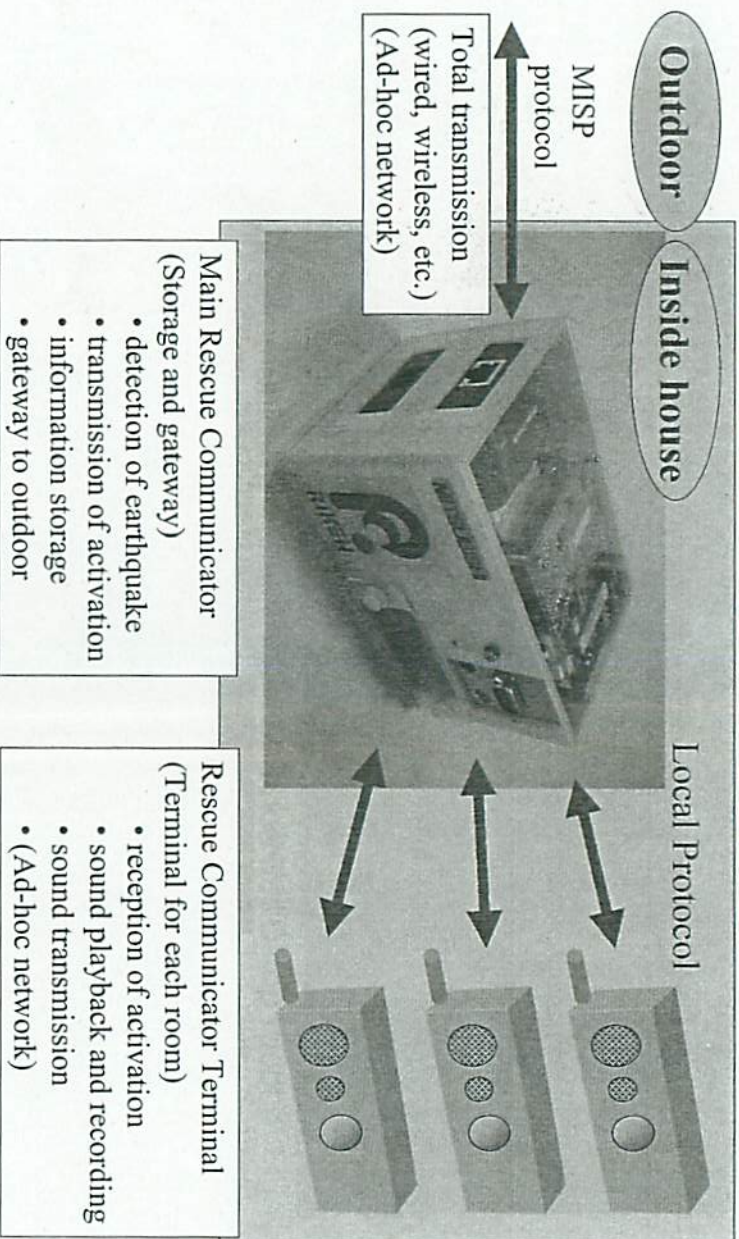 Outdoor
Inside house
MISP
protocol
Total transmission
(wired, wireless, etc.)
(Ad-hoc network)
Local Protocol
RIKEN
Main Rescue Communicator
(Storage and gateway)
• detection of earthquake
• transmission of activation
• information storage
• gateway to outdoor
Rescue Communicator Terminal
(Terminal for each room)
• reception of activation
• sound playback and recording
• sound transmission
• (Ad-hoc network)